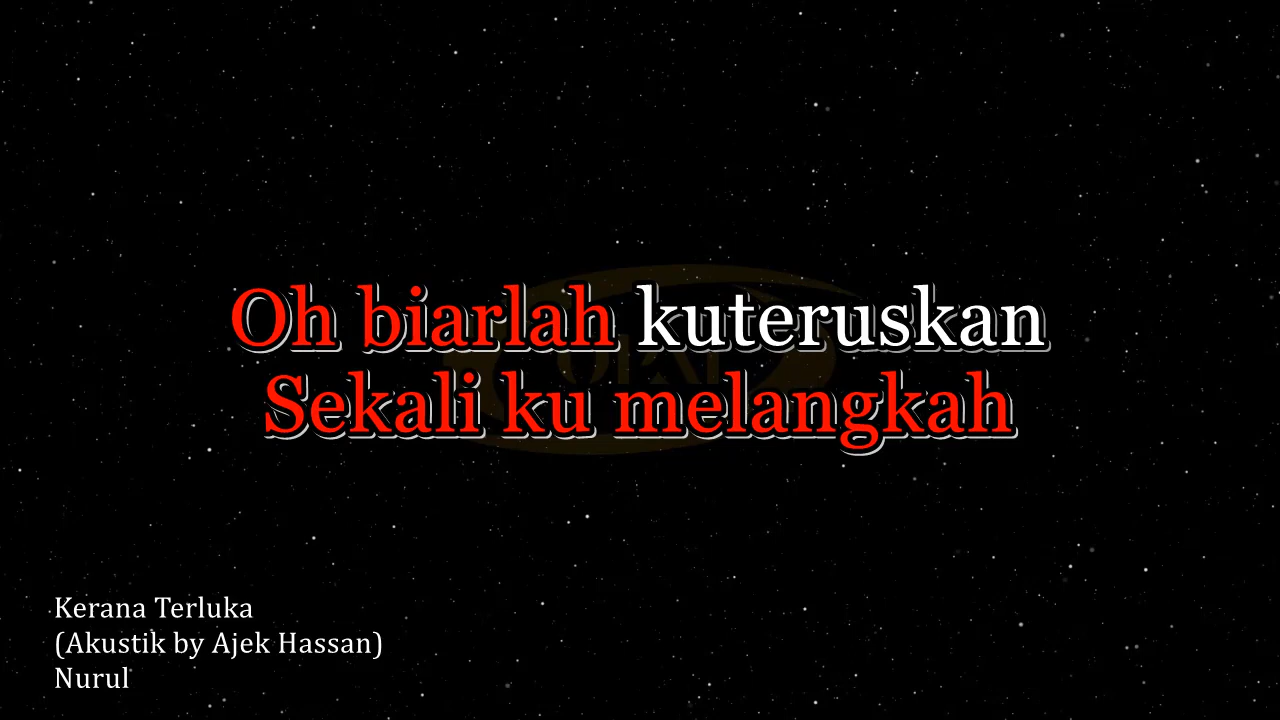 Oh biarlah kuteruskan
Sekali ku melangkah
Kerana Terluka
(Akustik by Ajek Hassan)
Nurul